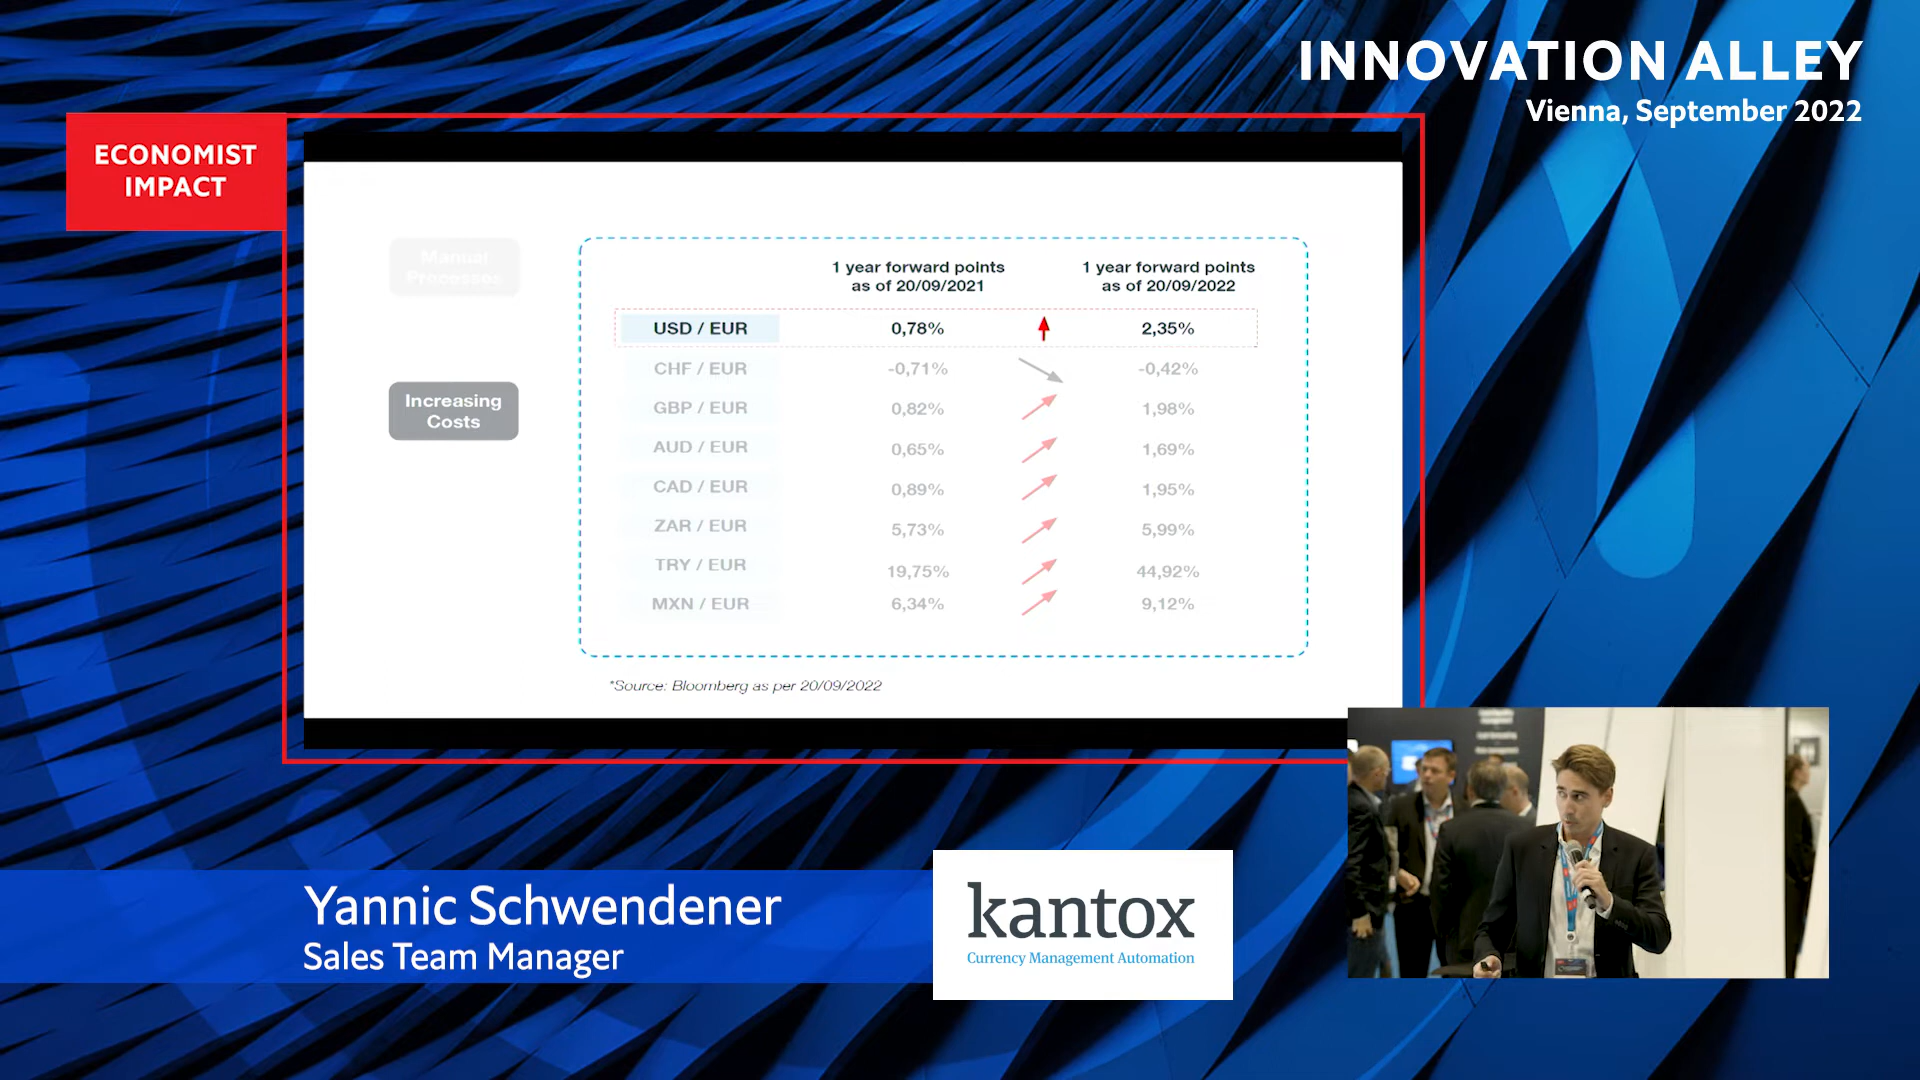 INNOVATION ALLEY
Vienna, September 2022
ECONOMIST
IMPACT
Manual
Processes
Increasing
Costs
1 year forward points
as of 20/09/2021
1 year forward points
as of 20/09/2022
USD / EUR 0,78% 2,35%
CHF / EUR -0,71% -0,42%
GBP / EUR 0,82% 1,98%
AUD / EUR 0,65% 1,69%
CAD / EUR 0,89% 1,95%
ZAR / EUR 5,73% 5,99%
TRY / EUR 19,75% 44,92%
MXN / EUR 6,34% 9,12%
*Source: Bloomberg as per 20/09/2022
Yannic Schwendener
Sales Team Manager
kantox
Currency Management Automation